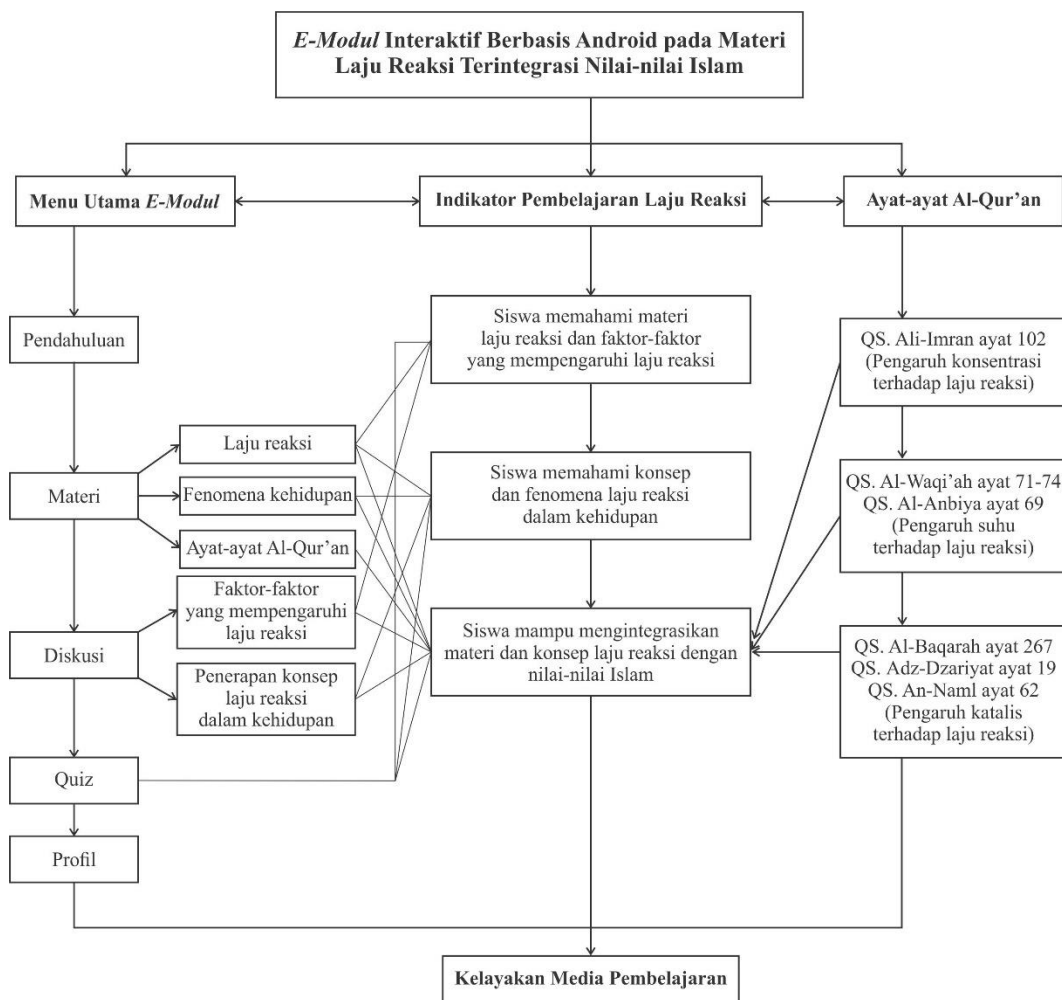 E-Modul Interaktif Berbasis Android pada Materi
Laju Reaksi Terintegrasi Nilai-nilai Islam
Menu Utama E-Modul
Indikator Pembelajaran Laju Reaksi
Ayat-ayat Al-Qur’an
Pendahuluan
Materi
Diskusi
Quiz
Profil
Laju reaksi
Fenomena kehidupan
Ayat-ayat Al-Qur’an
Faktor-faktor
yang mempengaruhi
laju reaksi
Penerapan konsep
laju reaksi
dalam kehidupan
Siswa memahami materi
laju reaksi dan faktor-faktor
yang mempengaruhi laju reaksi
Siswa memahami konsep
dan fenomena laju reaksi
dalam kehidupan
Siswa mampu mengintegrasikan
materi dan konsep laju reaksi dengan
nilai-nilai Islam
QS. Ali-Imran ayat 102
(Pengaruh konsentrasi
terhadap laju reaksi)
QS. Al-Waqi’ah ayat 71-74
QS. Al-Anbiya ayat 69
(Pengaruh suhu
terhadap laju reaksi)
QS. Al-Baqarah ayat 267
QS. Adz-Dzariyat ayat 19
QS. An-Naml ayat 62
(Pengaruh katalis
terhadap laju reaksi)
Kelayakan Media Pembelajaran